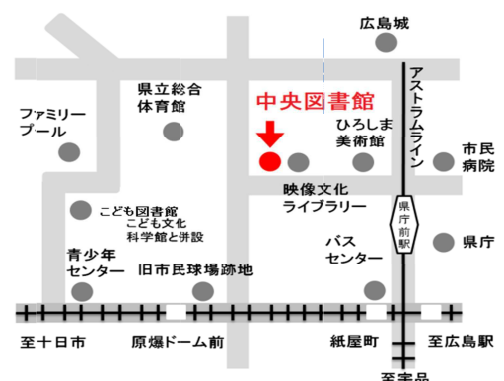 広島城
県立総合
体育館
中央図書館
アストラムライン
ファミリー
プール
ひろしま
美術館
市民
病院
映像文化
ライブラリー
こども図書館
こども文化
科学館と併設
県庁前駅
バス
センター
県庁
青少年
センター
旧市民球場跡地
至十日市
原爆ドーム前
紙屋町
至広島駅
至宇品